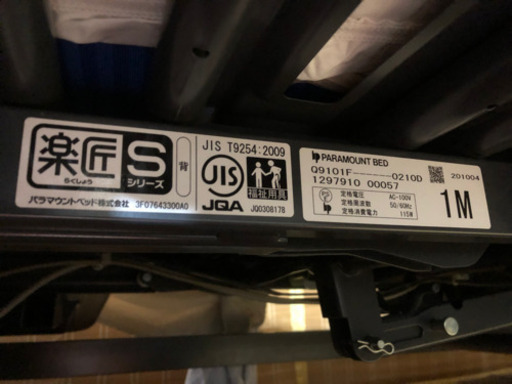 楽匠Sシリーズ
らくしょう
背
パラマウントベッド株式会社 3F07643300A0
JIS T9254:2009
JIS
JQA
福祉用具
JQ0308178
PARAMOUNT BED
Q9101F-------0210D
1297910 00057
201004
定格電圧 AC-100V
定格周波数 50/60Hz
定格消費電力 115W
1M